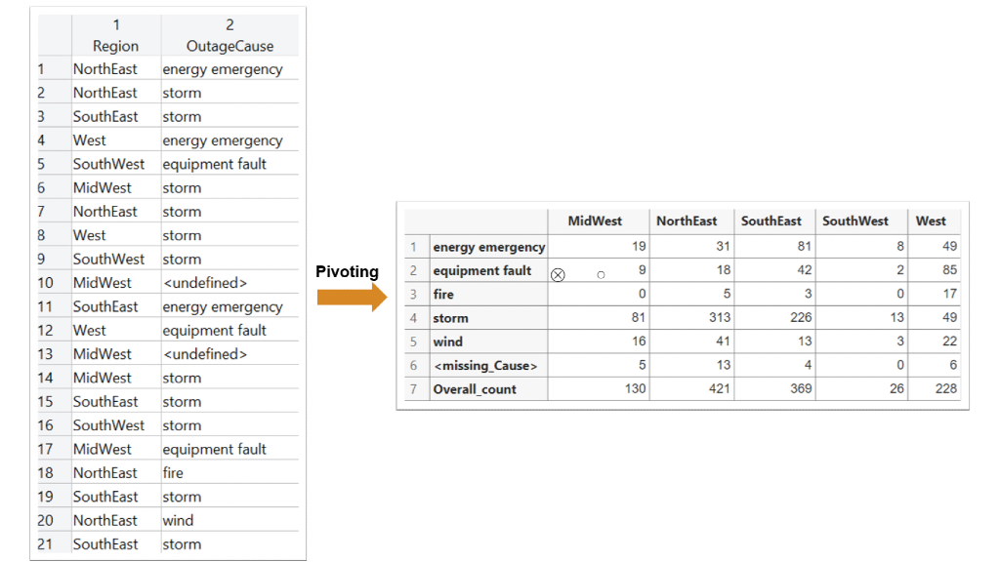 1 2
Region OutageCause
1 NorthEast energy emergency
2 NorthEast storm
3 SouthEast storm
4 West energy emergency
5 SouthWest equipment fault
6 MidWest storm
7 NorthEast storm
8 West storm
9 SouthWest storm
10 MidWest <undefined>
11 SouthEast energy emergency
12 West equipment fault
13 MidWest <undefined>
14 MidWest storm
15 SouthEast storm
16 SouthWest storm
17 MidWest equipment fault
18 NorthEast fire
19 SouthEast storm
20 NorthEast wind
21 SouthEast storm
Pivoting
MidWest NorthEast SouthEast SouthWest West
1 energy emergency 19 31 81 8 49
2 equipment fault 9 18 42 2 85
3 fire 0 5 3 0 17
4 storm 81 313 226 13 49
5 wind 16 41 13 3 22
6 <missing_Cause> 5 13 4 0 6
7 Overall_count 130 421 369 26 228